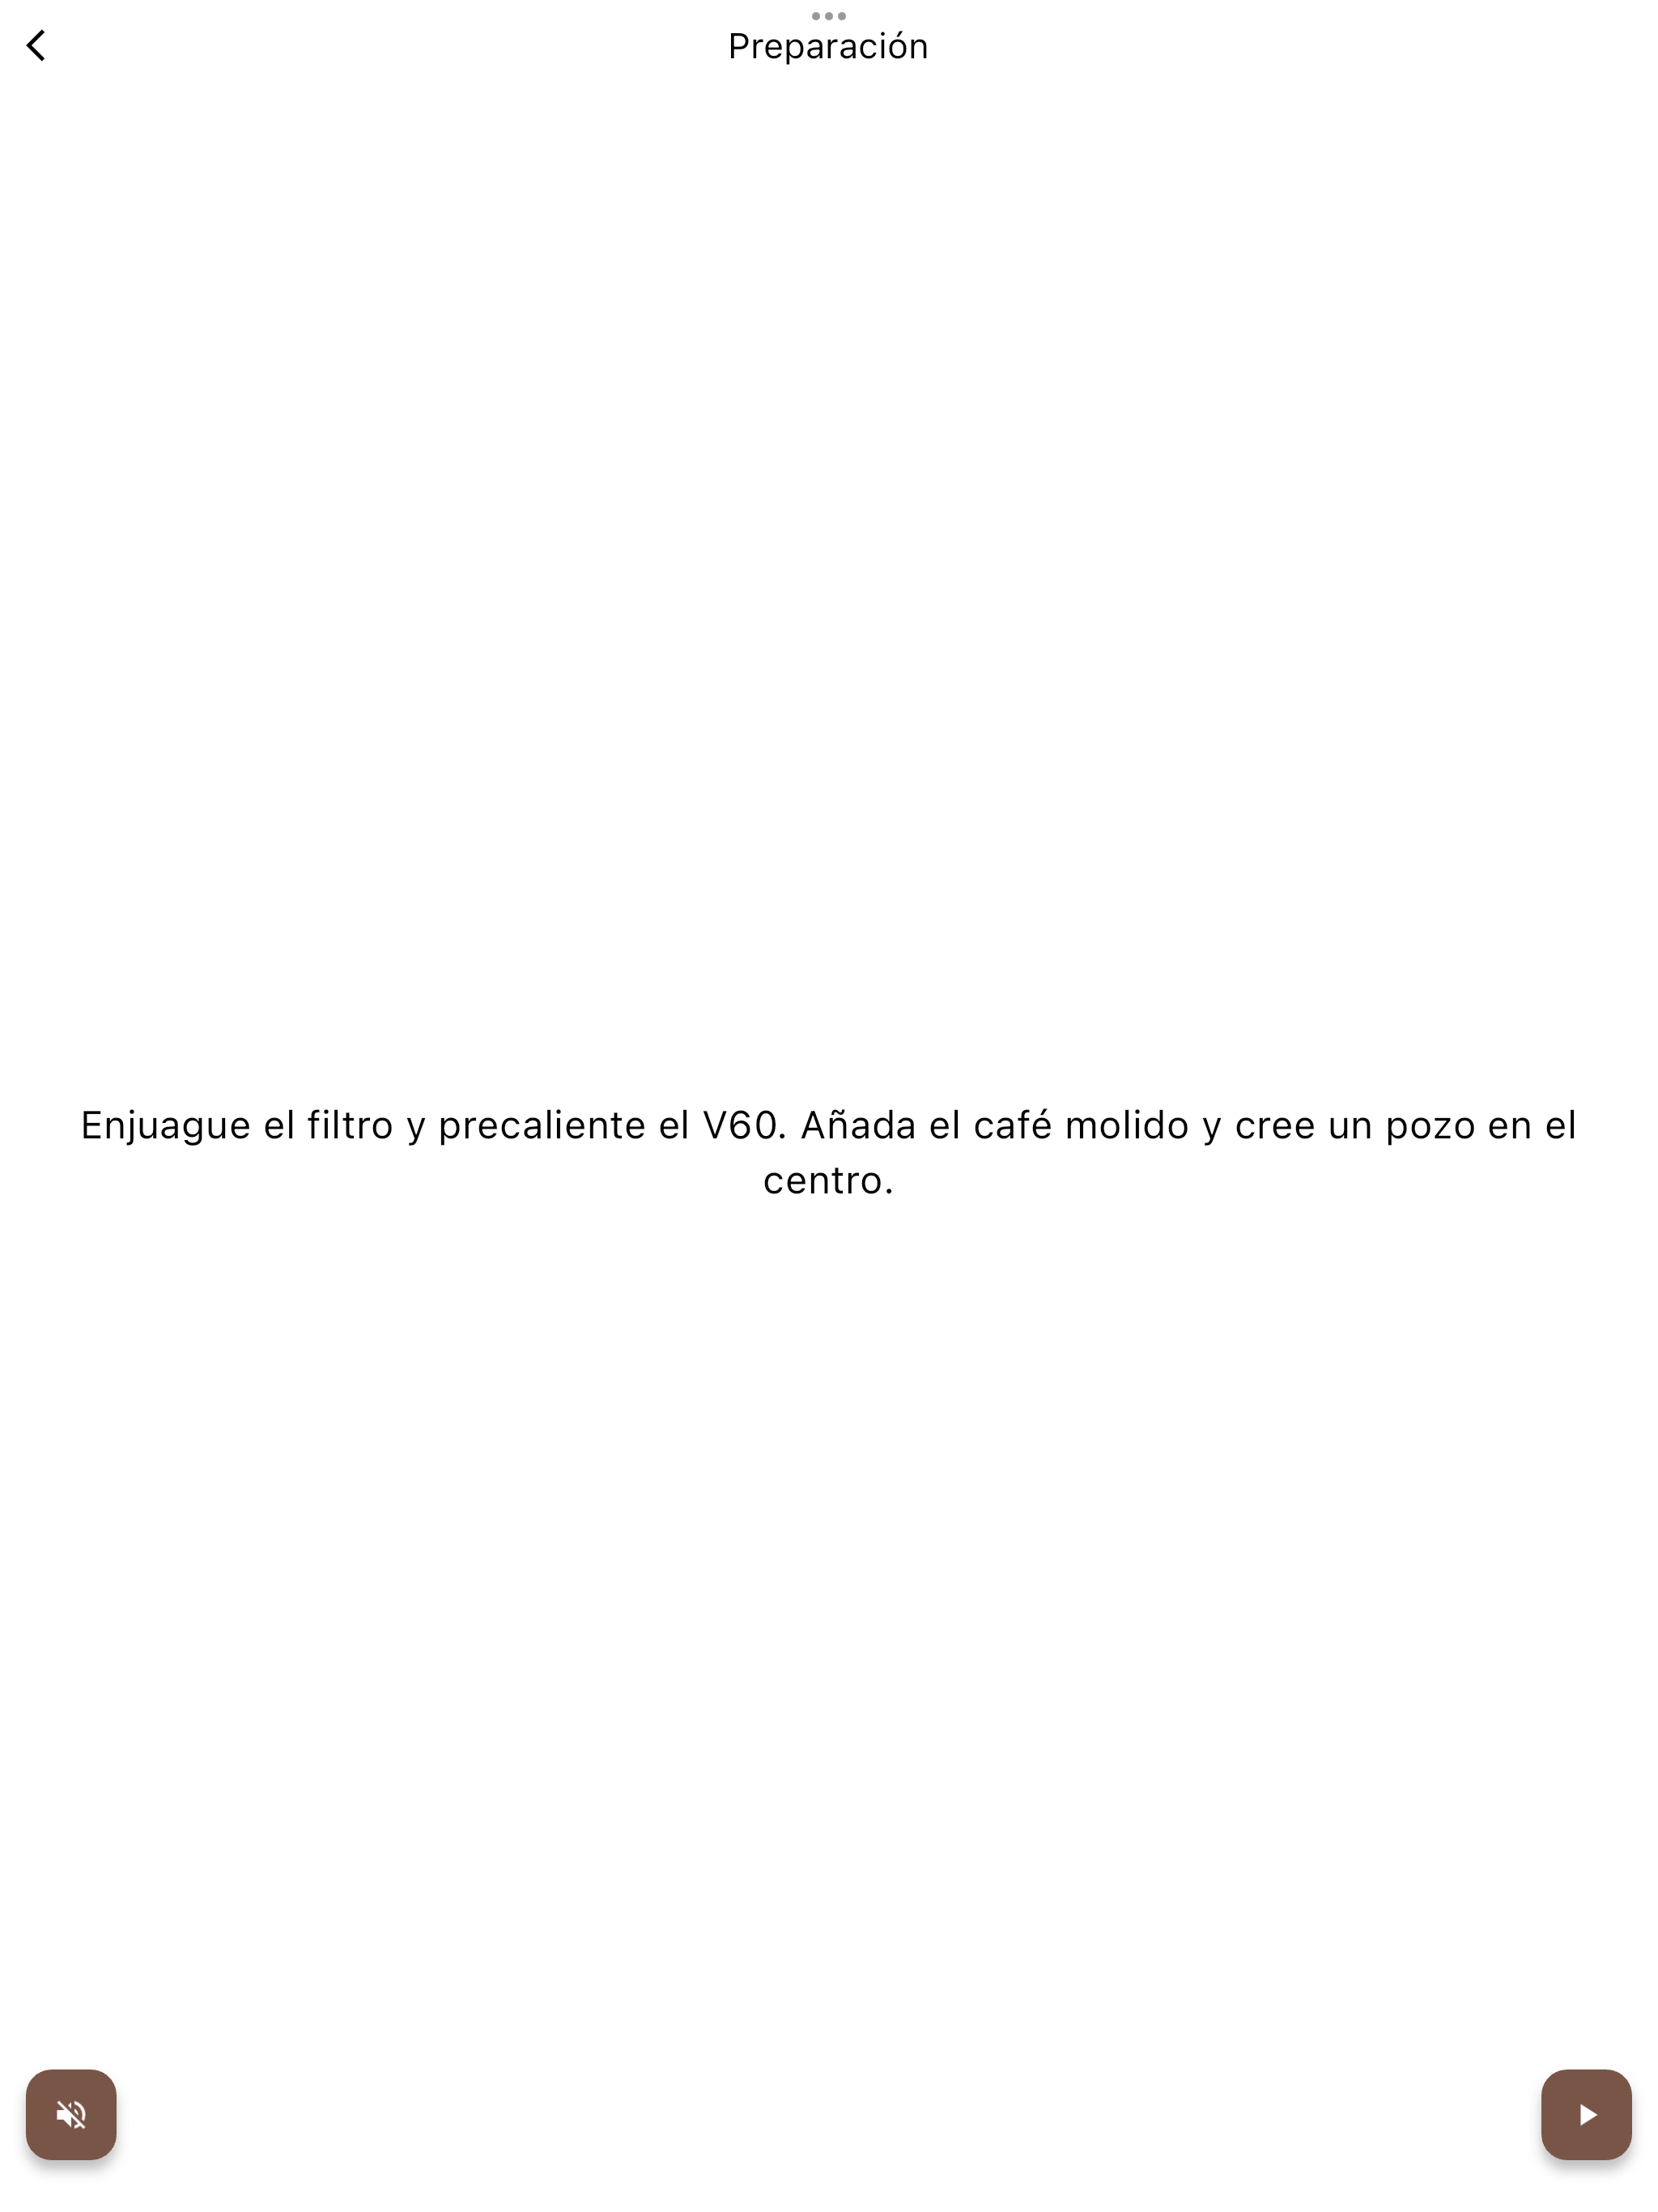 Preparación
Enjuague el filtro y precaliente el V60. Añada el café molido y cree un pozo en el
centro.